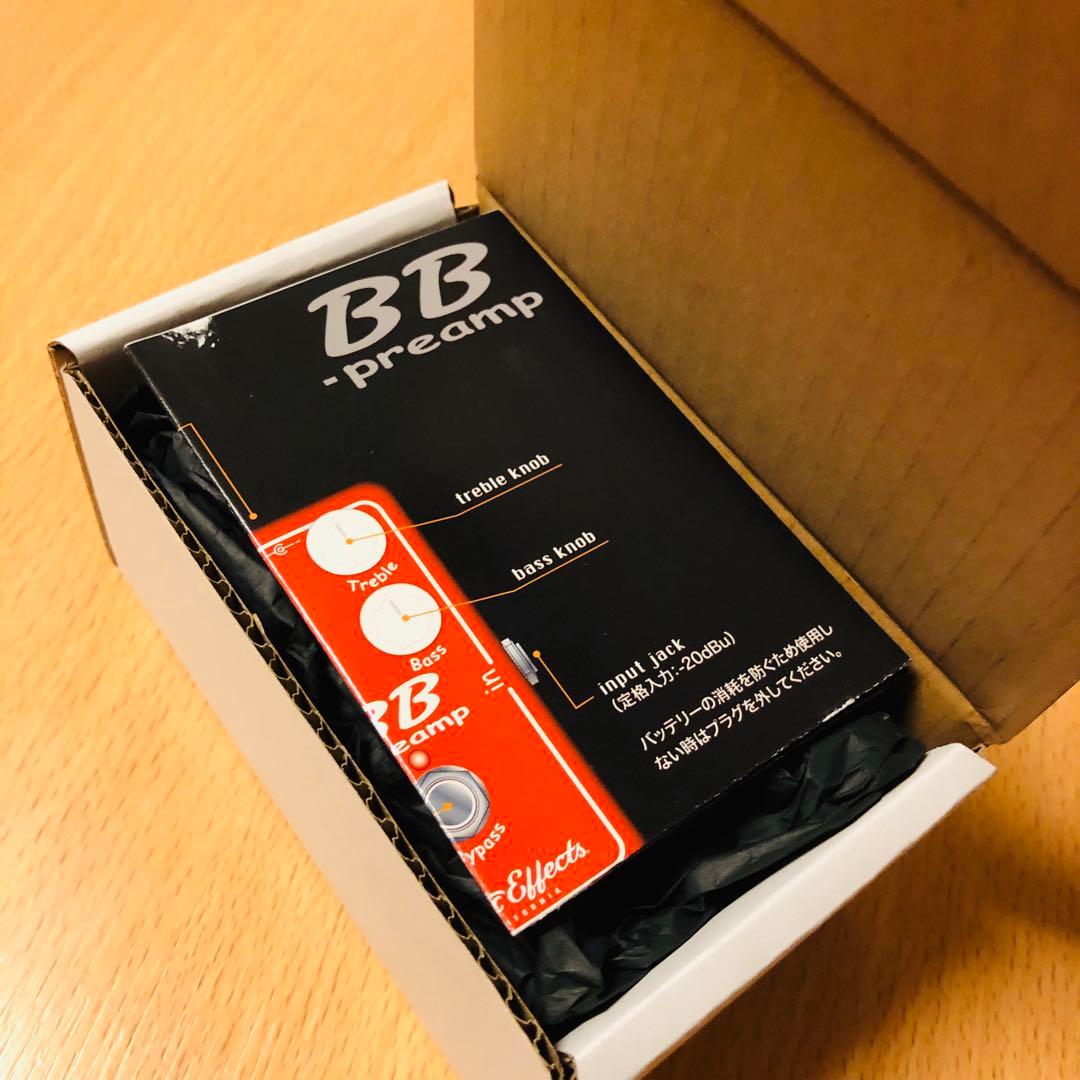 BB
-preamp
treble knob
Treble
bass knob
Bass
in
input jack
(定格入力:-20dBu)
バッテリーの消耗を防ぐため使用し
ない時はプラグを外してください。
BB
reamp
ypass
Effects